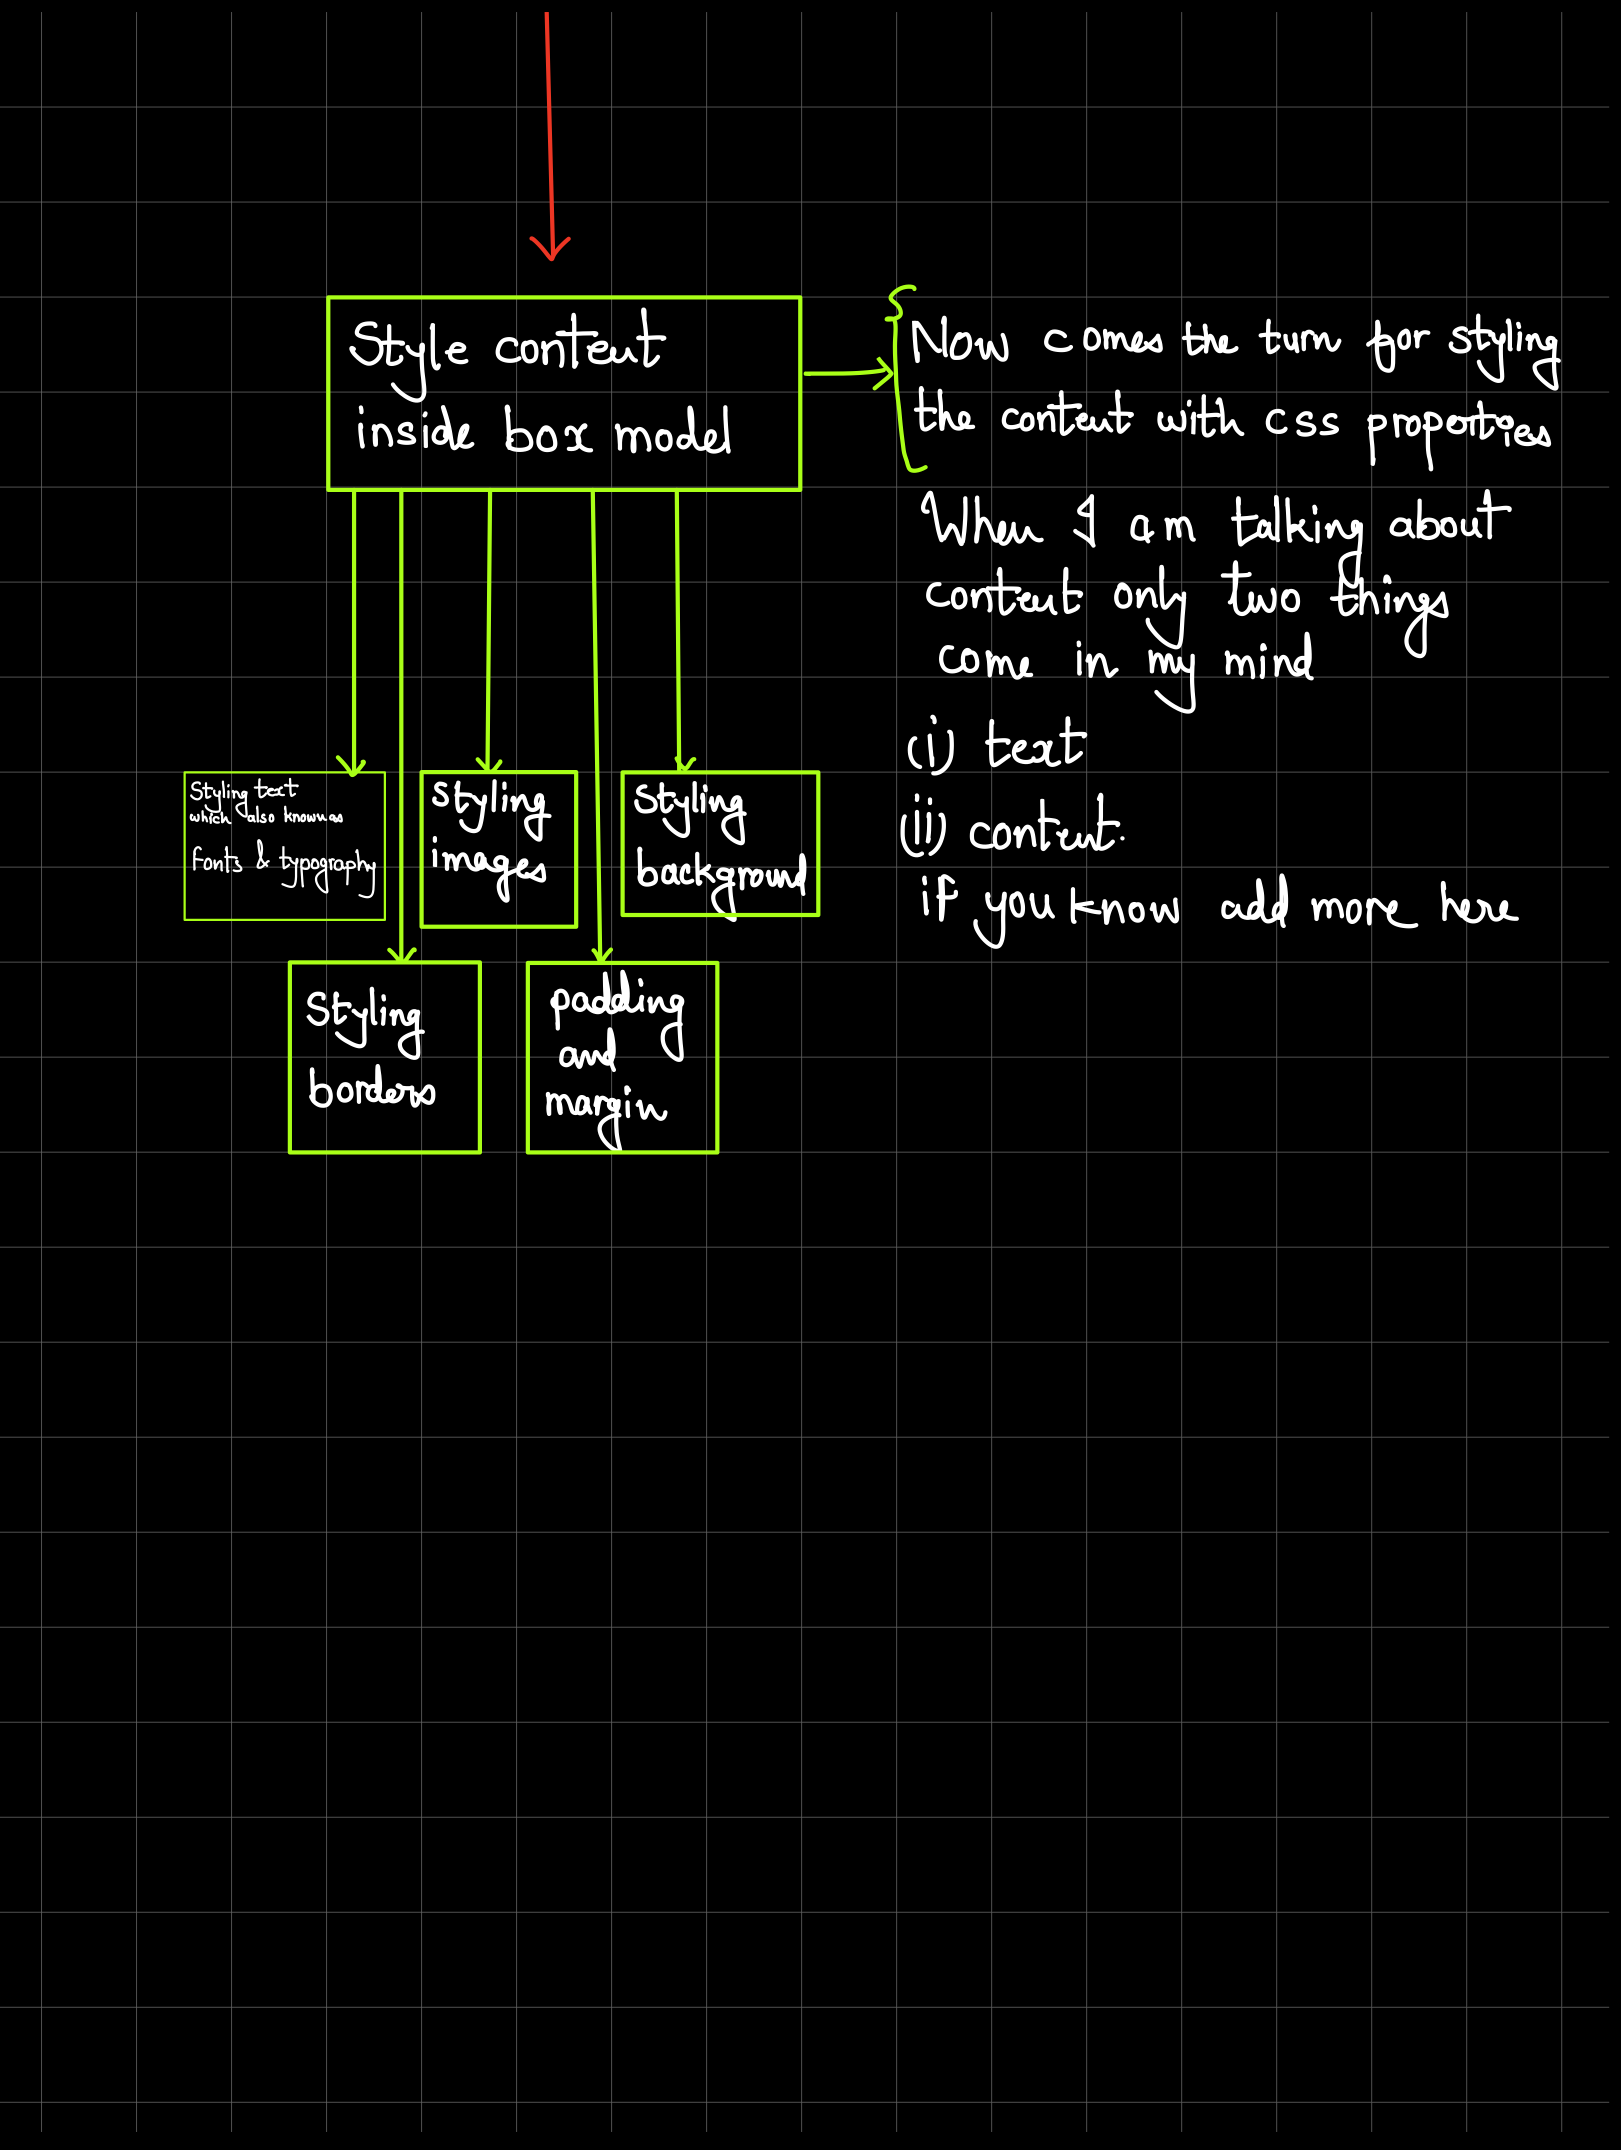 Style content
inside box model
Now comes the turn for styling
the content with css properties
When I am talking about
content only two things
come in my mind
(i) text
(ii) content.
if you know add more here
Styling text
which also known as
Fonts & typography
Styling
images
Styling
background
Styling
borders
padding
and
margin